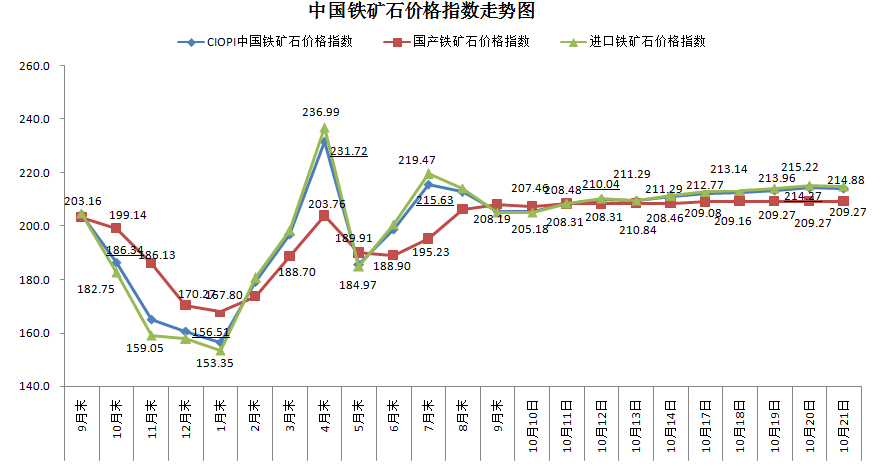 中国铁矿石价格指数走势图
CIOPI中国铁矿石价格指数 国产铁矿石价格指数 进口铁矿石价格指数
260.0
240.0
220.0
200.0
180.0
160.0
140.0
203.16
199.14
186.34
182.75
186.13
159.05
170.27
167.80
156.51
153.35
188.70
236.99
231.72
203.76
189.91
184.97
188.90
219.47
215.63
195.23
208.19
207.46
205.18
208.48
208.31
210.04
208.31
211.29
210.84
211.29
208.46
212.77
209.08
213.14
209.16
213.96
209.27
215.22
214.27
209.27
214.88
209.27
9月末
10月末
11月末
12月末
1月末
2月末
3月末
4月末
5月末
6月末
7月末
8月末
9月末
10月10日
10月11日
10月12日
10月13日
10月14日
10月17日
10月18日
10月19日
10月20日
10月21日